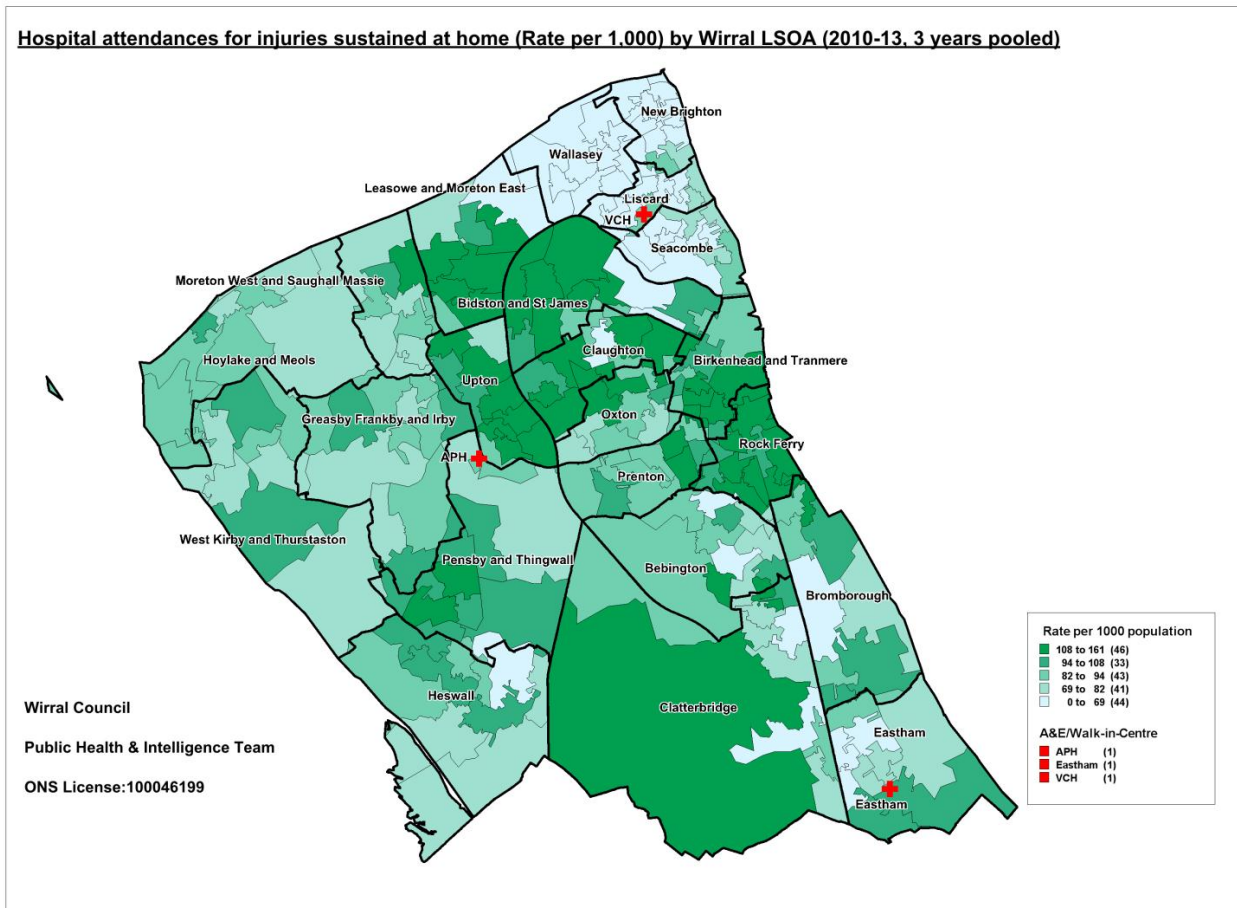 Hospital attendances for injuries sustained at home (Rate per 1,000) by Wirral LSOA (2010-13, 3 years pooled)
New Brighton
Wallasey
Leasowe and Moreton East
Liscard
VCH
Seacombe
Moreton West and Saughall Massie
Bidston and St James
Hoylake and Meols
Claughton
Birkenhead and Tranmere
Upton
Greasby Frankby and Irby
Oxton
Rock Ferry
APH
Prenton
West Kirby and Thurstaston
Pensby and Thingwall
Bebington
Bromborough
Heswall
Clatterbridge
Eastham
Eastham
Wirral Council
Public Health & Intelligence Team
ONS License:100046199
Rate per 1000 population
108 to 161 (46)
94 to 108 (33)
82 to 94 (43)
69 to 82 (41)
0 to 69 (44)
A&E/Walk-in-Centre
APH (1)
Eastham (1)
VCH (1)